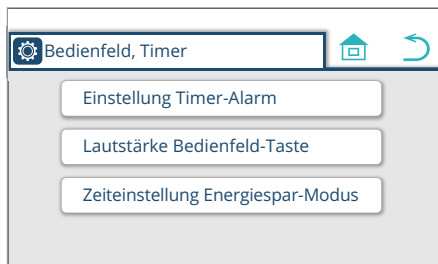 Bedienfeld, Timer
Einstellung Timer-Alarm
Lautstärke Bedienfeld-Taste
Zeiteinstellung Energiespar-Modus